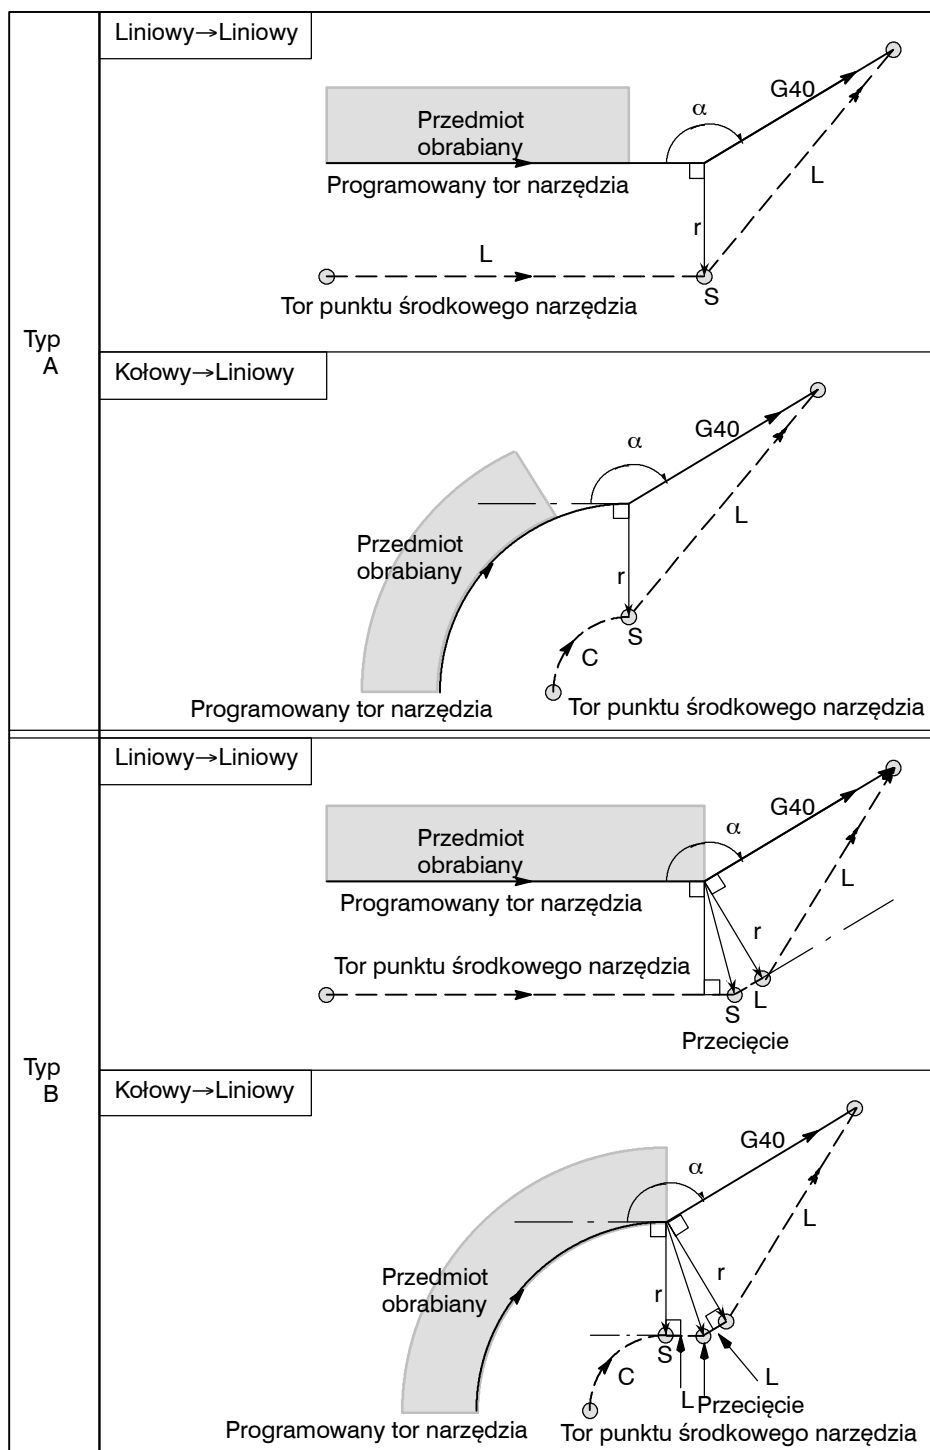 Typ
A
Liniowy→Liniowy
G40
α
Przedmiot
obrabiany
L
Programowany tor narzędzia
r
L
S
Tor punktu środkowego narzędzia
Kołowy→Liniowy
G40
α
L
Przedmiot
obrabiany
r
S
C
Programowany tor narzędzia
Tor punktu środkowego narzędzia
Typ
B
Liniowy→Liniowy
G40
α
Przedmiot
obrabiany
L
Programowany tor narzędzia
r
Tor punktu środkowego narzędzia
L
S
Przecięcie
Kołowy→Liniowy
G40
α
L
Przedmiot
obrabiany
r
r
S
C
L
L
Przecięcie
Programowany tor narzędzia
Tor punktu środkowego narzędzia